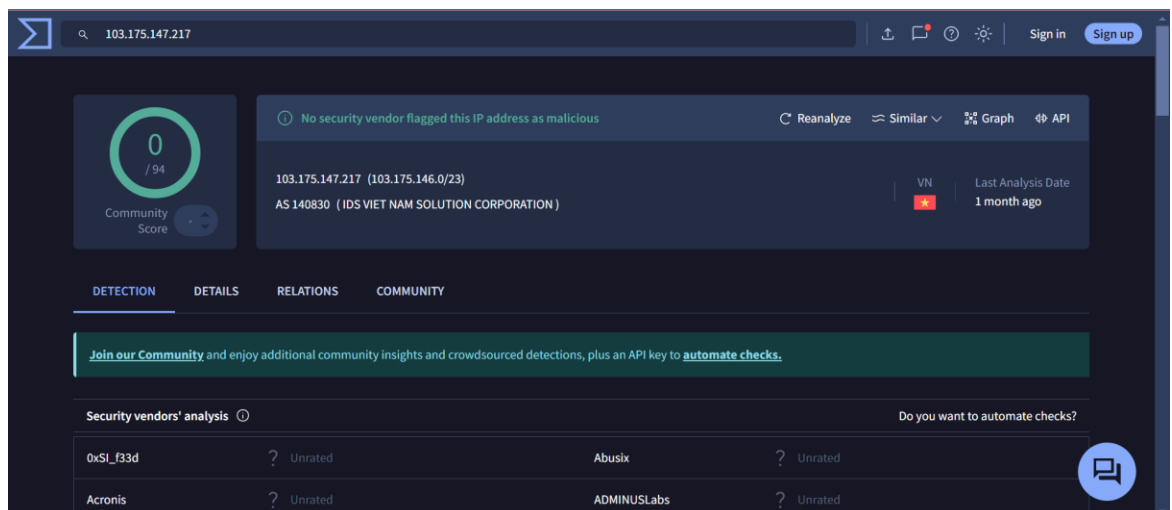 103.175.147.217
Sign in
Sign up
0
/ 94
Community
Score
No security vendor flagged this IP address as malicious
Reanalyze
Similar
Graph
API
103.175.147.217 (103.175.146.0/23)
AS 140830 ( IDS VIET NAM SOLUTION CORPORATION )
VN
Last Analysis Date
1 month ago
DETECTION
DETAILS
RELATIONS
COMMUNITY
Join our Community and enjoy additional community insights and crowdsourced detections, plus an API key to automate checks.
Security vendors' analysis
Do you want to automate checks?
0xSI_f33d
Unrated
Abusix
Unrated
Acronis
Unrated
ADMINUSLabs
Unrated